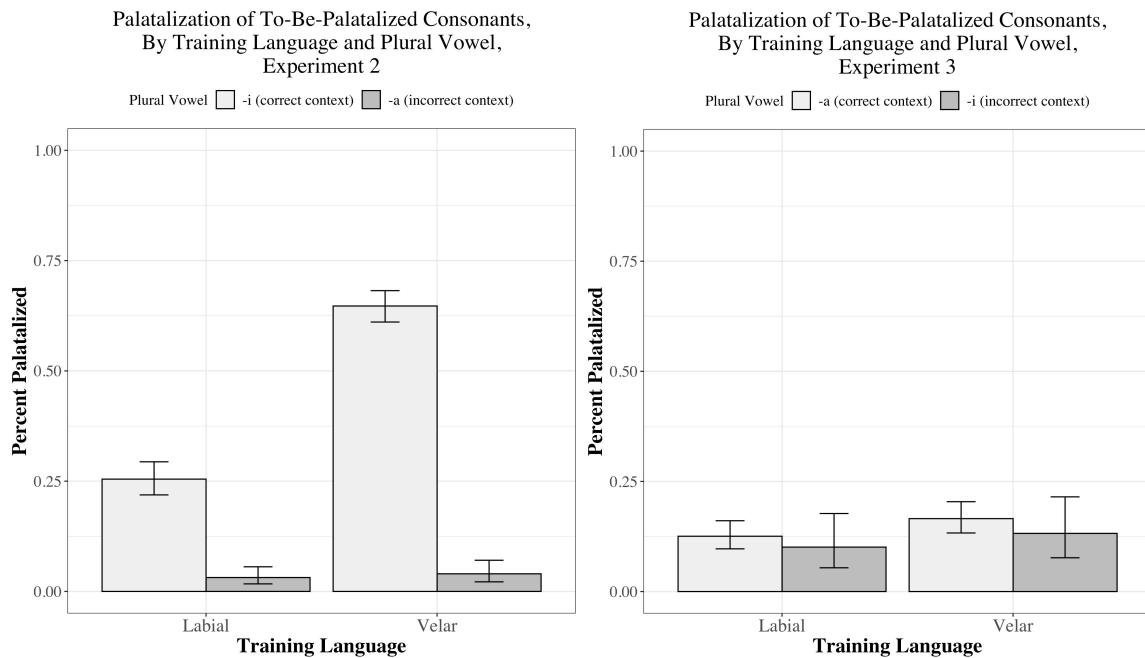 Palatalization of To-Be-Palatalized Consonants,
By Training Language and Plural Vowel,
Experiment 2
Plural Vowel -i (correct context) -a (incorrect context)
1.00
0.75
0.50
0.25
0.00
Percent Palatalized
Labial Velar
Training Language
Palatalization of To-Be-Palatalized Consonants,
By Training Language and Plural Vowel,
Experiment 3
Plural Vowel -a (correct context) -i (incorrect context)
1.00
0.75
0.50
0.25
0.00
Percent Palatalized
Labial Velar
Training Language